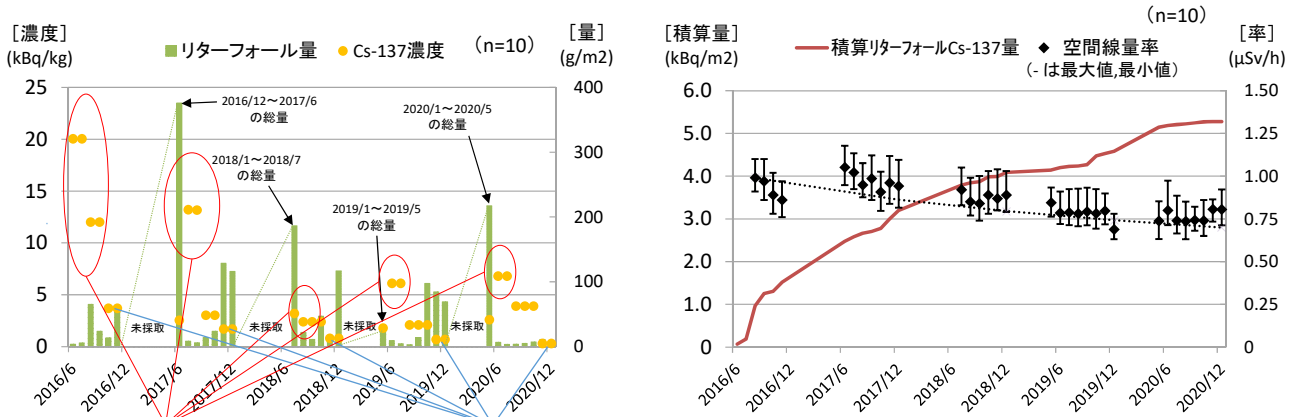 [濃度]
(kBq/kg)
リターフォール量
Cs-137濃度
(n=10)
[量]
(g/m2)
25
20
15
10
5
0
400
300
200
100
0
2016/12～2017/6
の総量
2018/1～2018/7
の総量
2019/1～2019/5
の総量
2020/1～2020/5
の総量
未採取
未採取
未採取
未採取
2016/6
2016/12
2017/6
2017/12
2018/6
2018/12
2019/6
2019/12
2020/6
2020/12
[積算量]
(kBq/m2)
積算リターフォールCs-137量
空間線量率
(- は最大値,最小値)
(n=10)
[率]
(μSv/h)
6.0
5.0
4.0
3.0
2.0
1.0
0.0
1.50
1.25
1.00
0.75
0.50
0.25
0
2016/6
2016/12
2017/6
2017/12
2018/6
2018/12
2019/6
2019/12
2020/6
2020/12